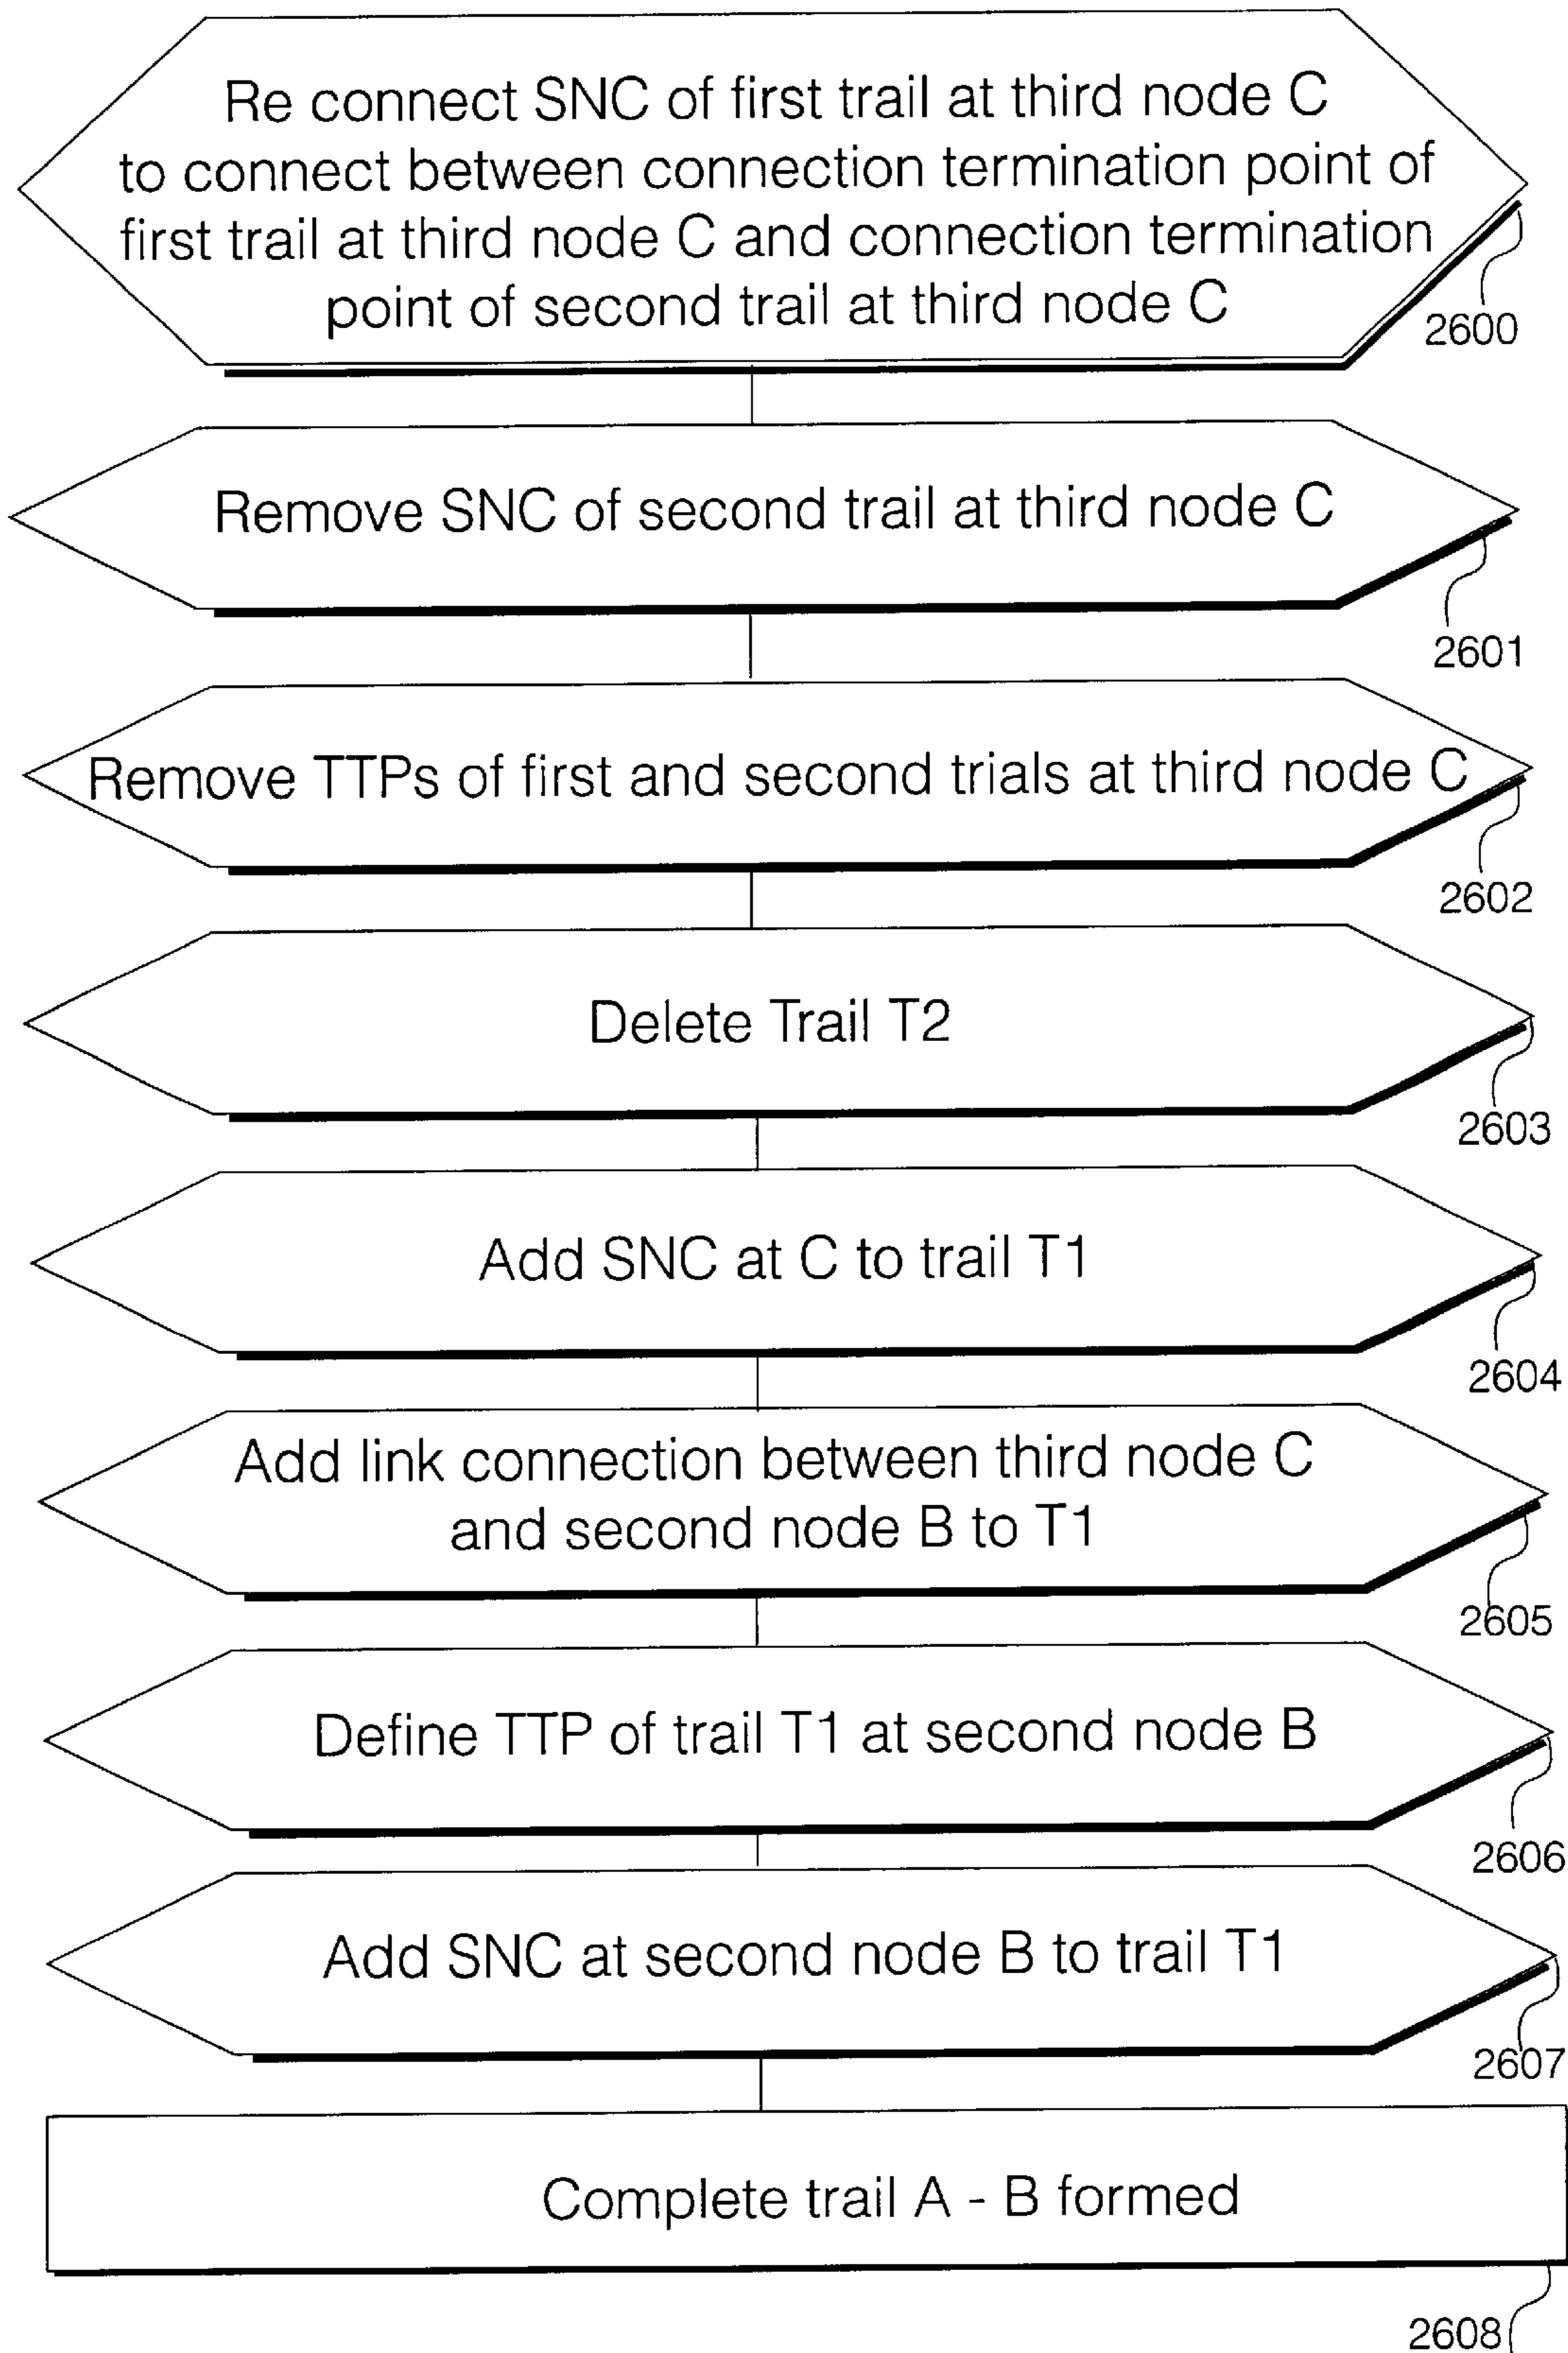 Re connect SNC of first trail at third node C
to connect between connection termination point of
first trail at third node C and connection termination
point of second trail at third node C
2600
Remove SNC of second trail at third node C
2601
Remove TTPs of first and second trials at third node C
2602
Delete Trail T2
2603
Add SNC at C to trail T1
2604
Add link connection between third node C
and second node B to T1
2605
Define TTP of trail T1 at second node B
2606
Add SNC at second node B to trail T1
2607
Complete trail A - B formed
2608